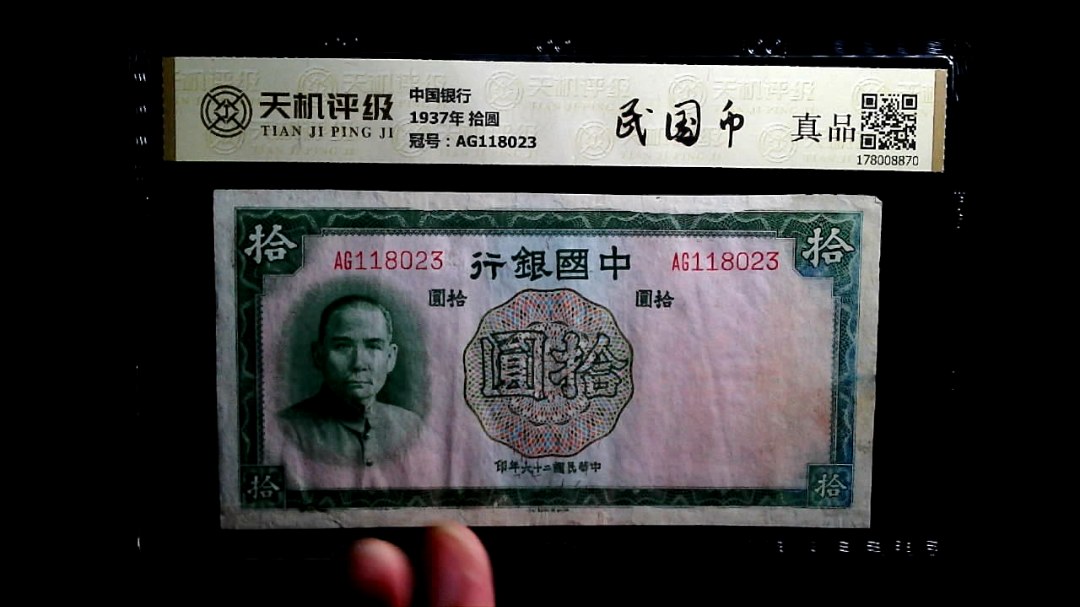 天机评级
TIAN JI PING JI
中国银行
1937年 拾圆
冠号：AG118023
民国币
真品
178008870
拾
拾
AG118023
行銀國中
AG118023
圓拾
圓拾
圓拾
印年六十二國民華中
拾
拾